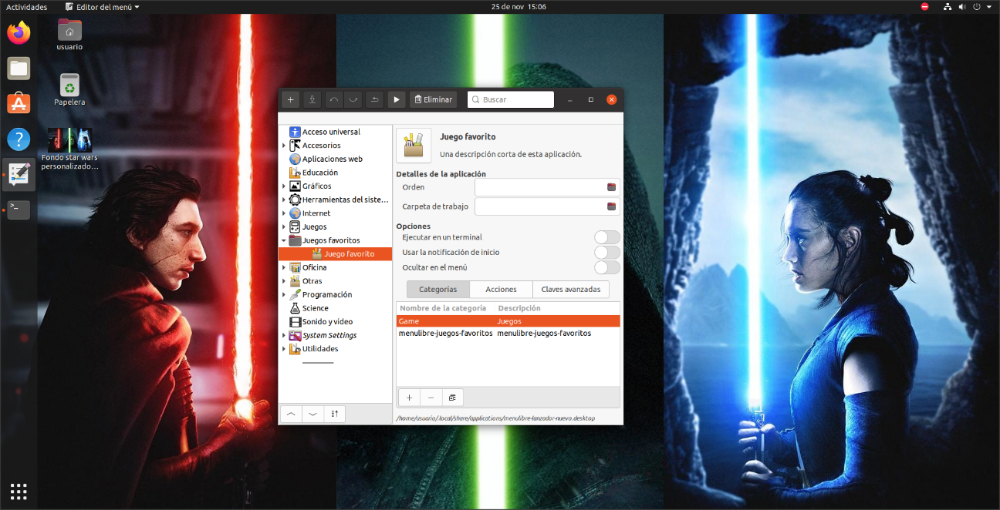 Actividades
Editor del menú
25 de nov 15:06
usuario
Papelera
Fondo star wars
personalizado...
Eliminar
Buscar
Acceso universal
Accesorios
Aplicaciones web
Educación
Gráficos
Herramientas del siste...
Internet
Juegos
Juegos favoritos
Juego favorito
Oficina
Otras
Programación
Science
Sonido y vídeo
System Settings
Utilidades
Juego favorito
Una descripción corta de esta aplicación.
Detalles de la aplicación
Orden
Carpeta de trabajo
Opciones
Ejecutar en un terminal
Usar la notificación de inicio
Ocultar en el menú
Categorías Acciones Claves avanzadas
Nombre de la categoría Descripción
Game Juegos
menulibre-juegos-favoritos menulibre-juegos-favoritos
/home/usuario/.local/share/applications/menulibre-lanzador-nuevo.desktop